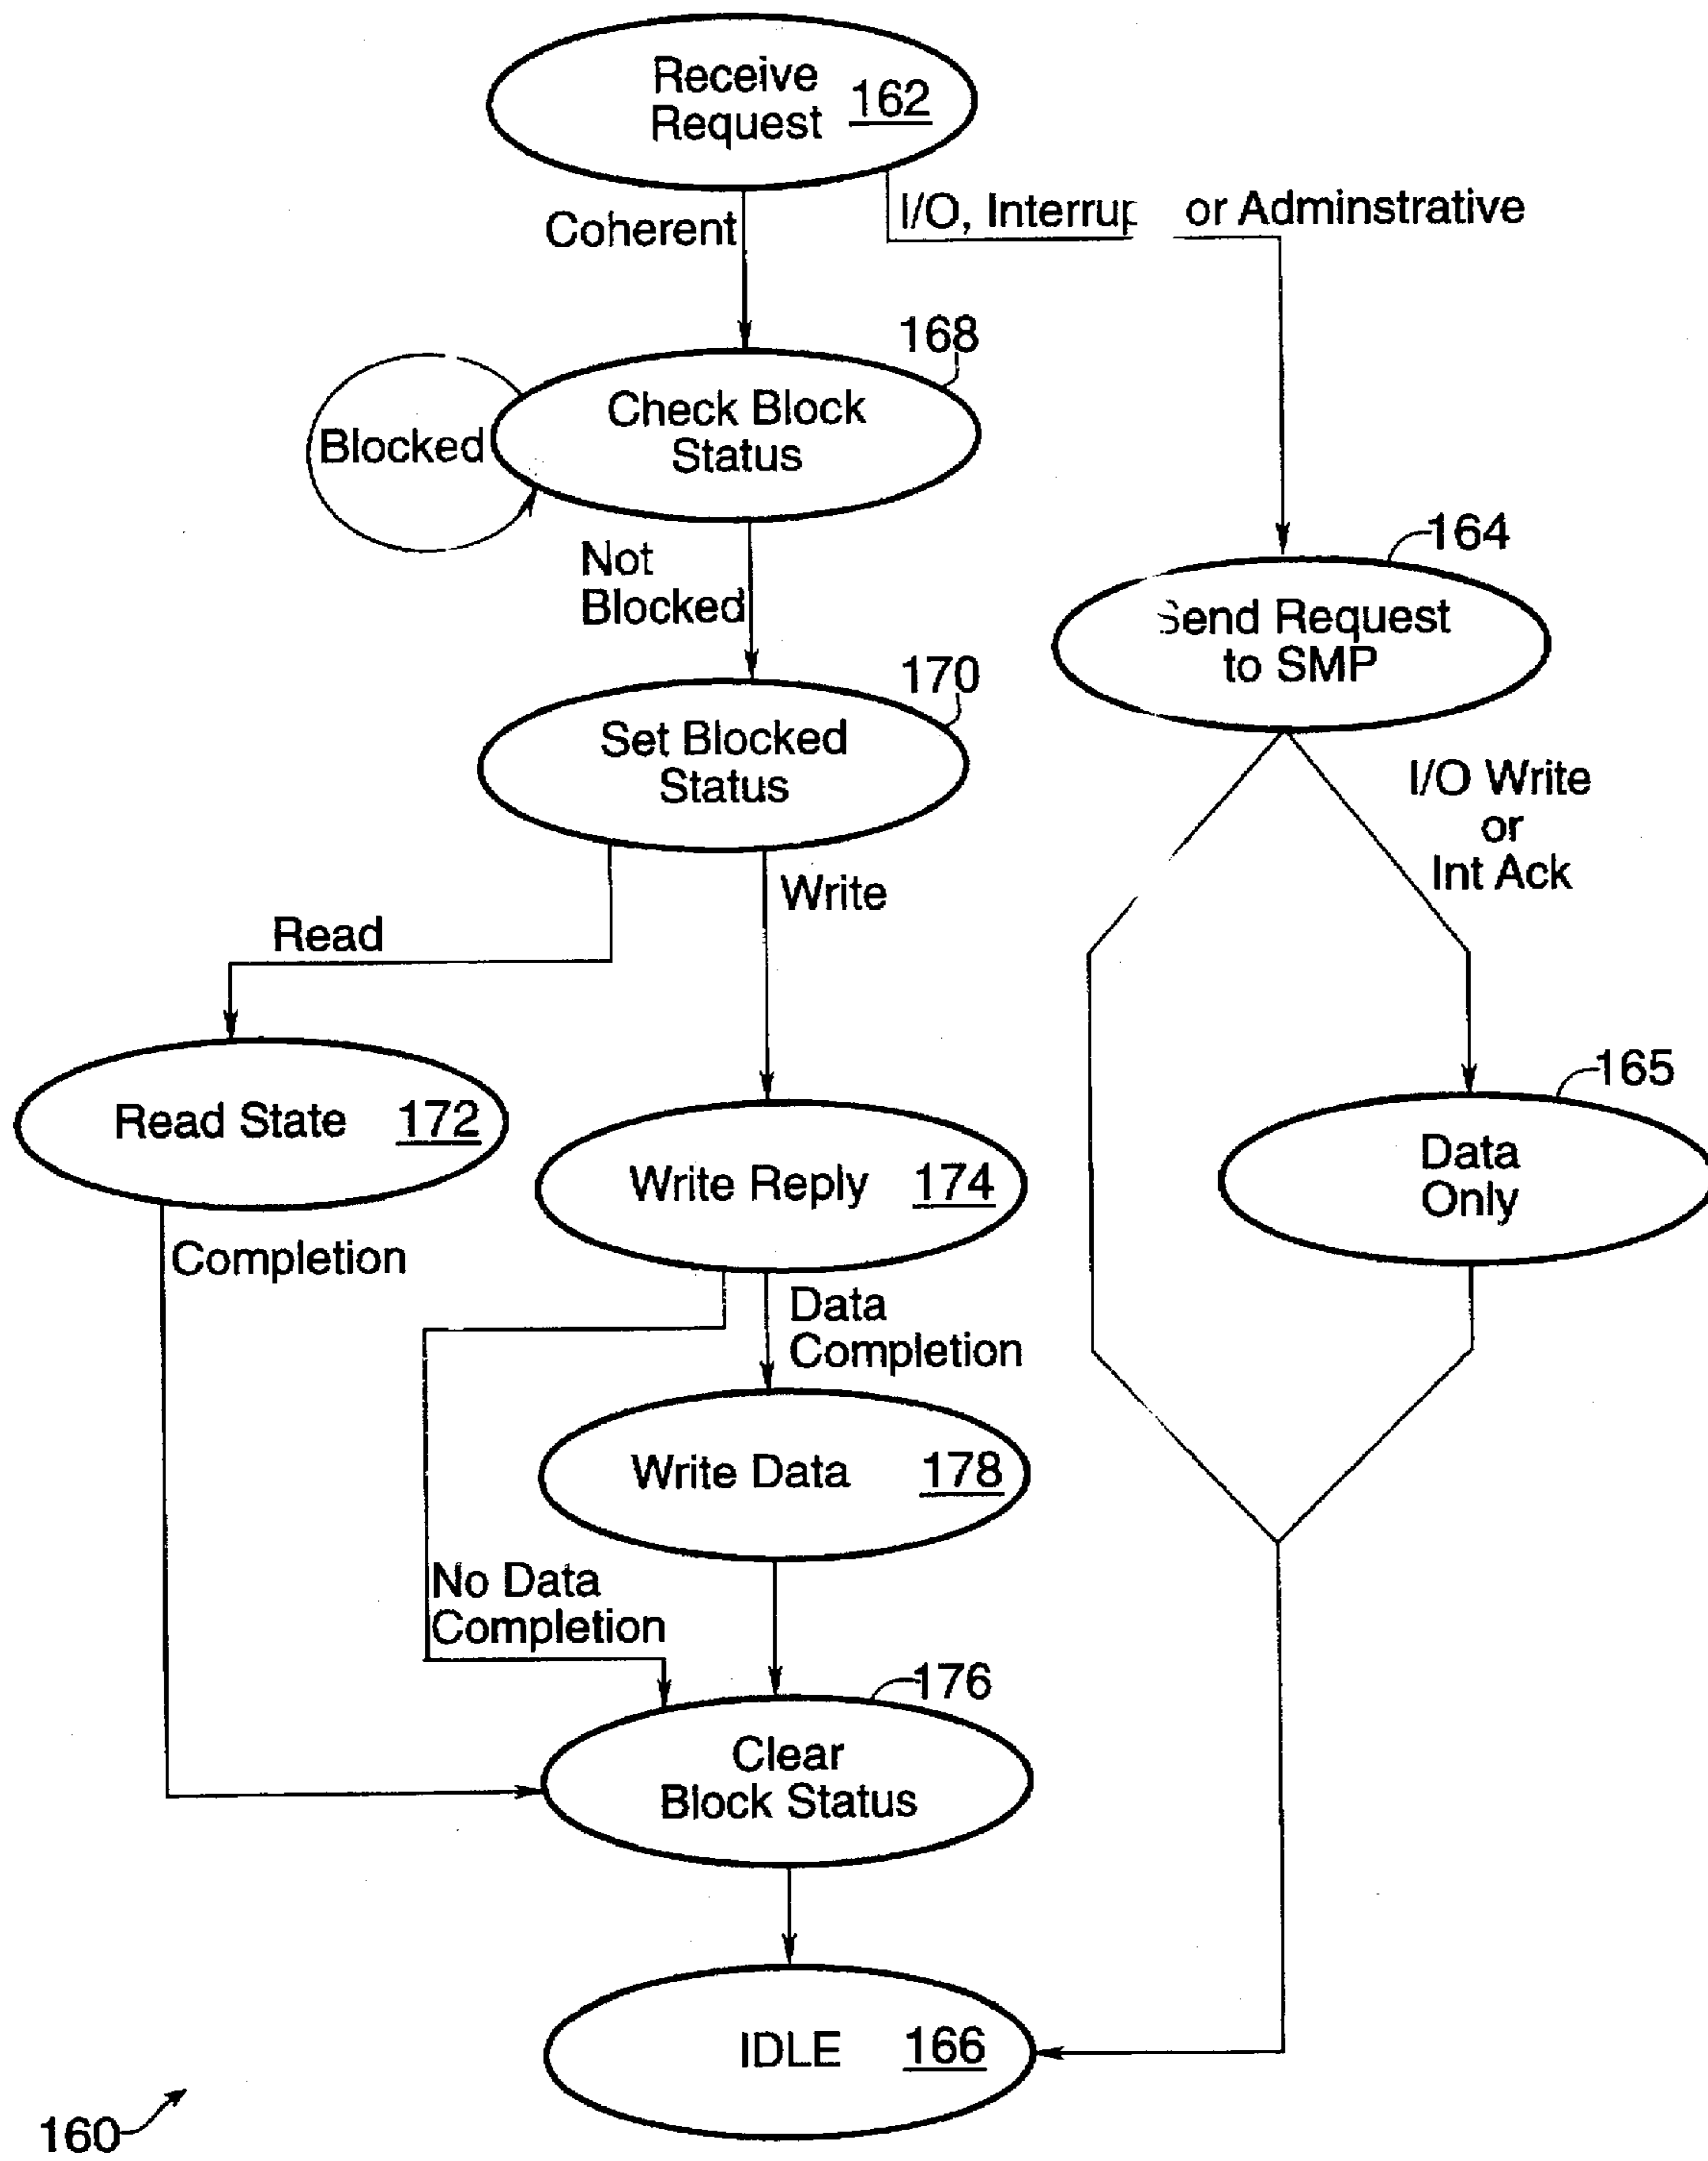 Receive
Request 162
Coherent
I/O, Interrup or Adminstrative
168
Check Block
Status
Blocked
Not
Blocked
164
Send Request
to SMP
170
Set Blocked
Status
I/O Write
or
Int Ack
Write
Read
165
Data
Only
Read State 172
Write Reply 174
Completion
Data
Completion
Write Data 178
No Data
Completion
176
Clear
Block Status
IDLE 166
160